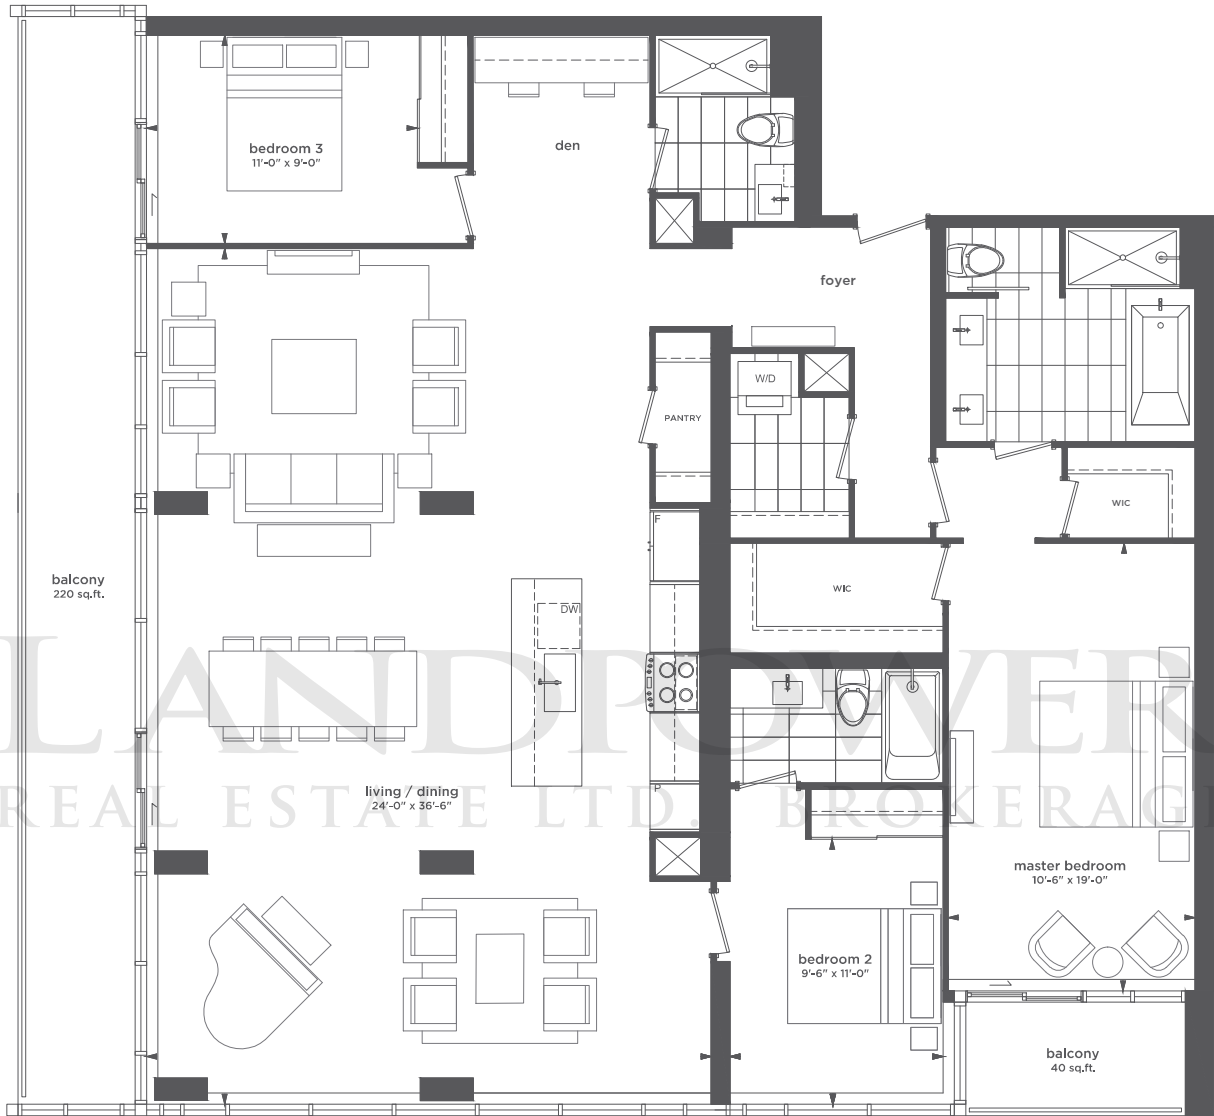 bedroom 3
11'-0" x 9'-0"
den
foyer
W/D
PANTRY
WIC
F
balcony
220 sq.ft.
WIC
DW
LANDPOWER
living / dining
24'-0" x 36'-6"
P
REAL ESTATE LTD. BROKERAGE
master bedroom
10'-6" x 19'-0"
bedroom 2
9'-6" x 11'-0"
balcony
40 sq.ft.